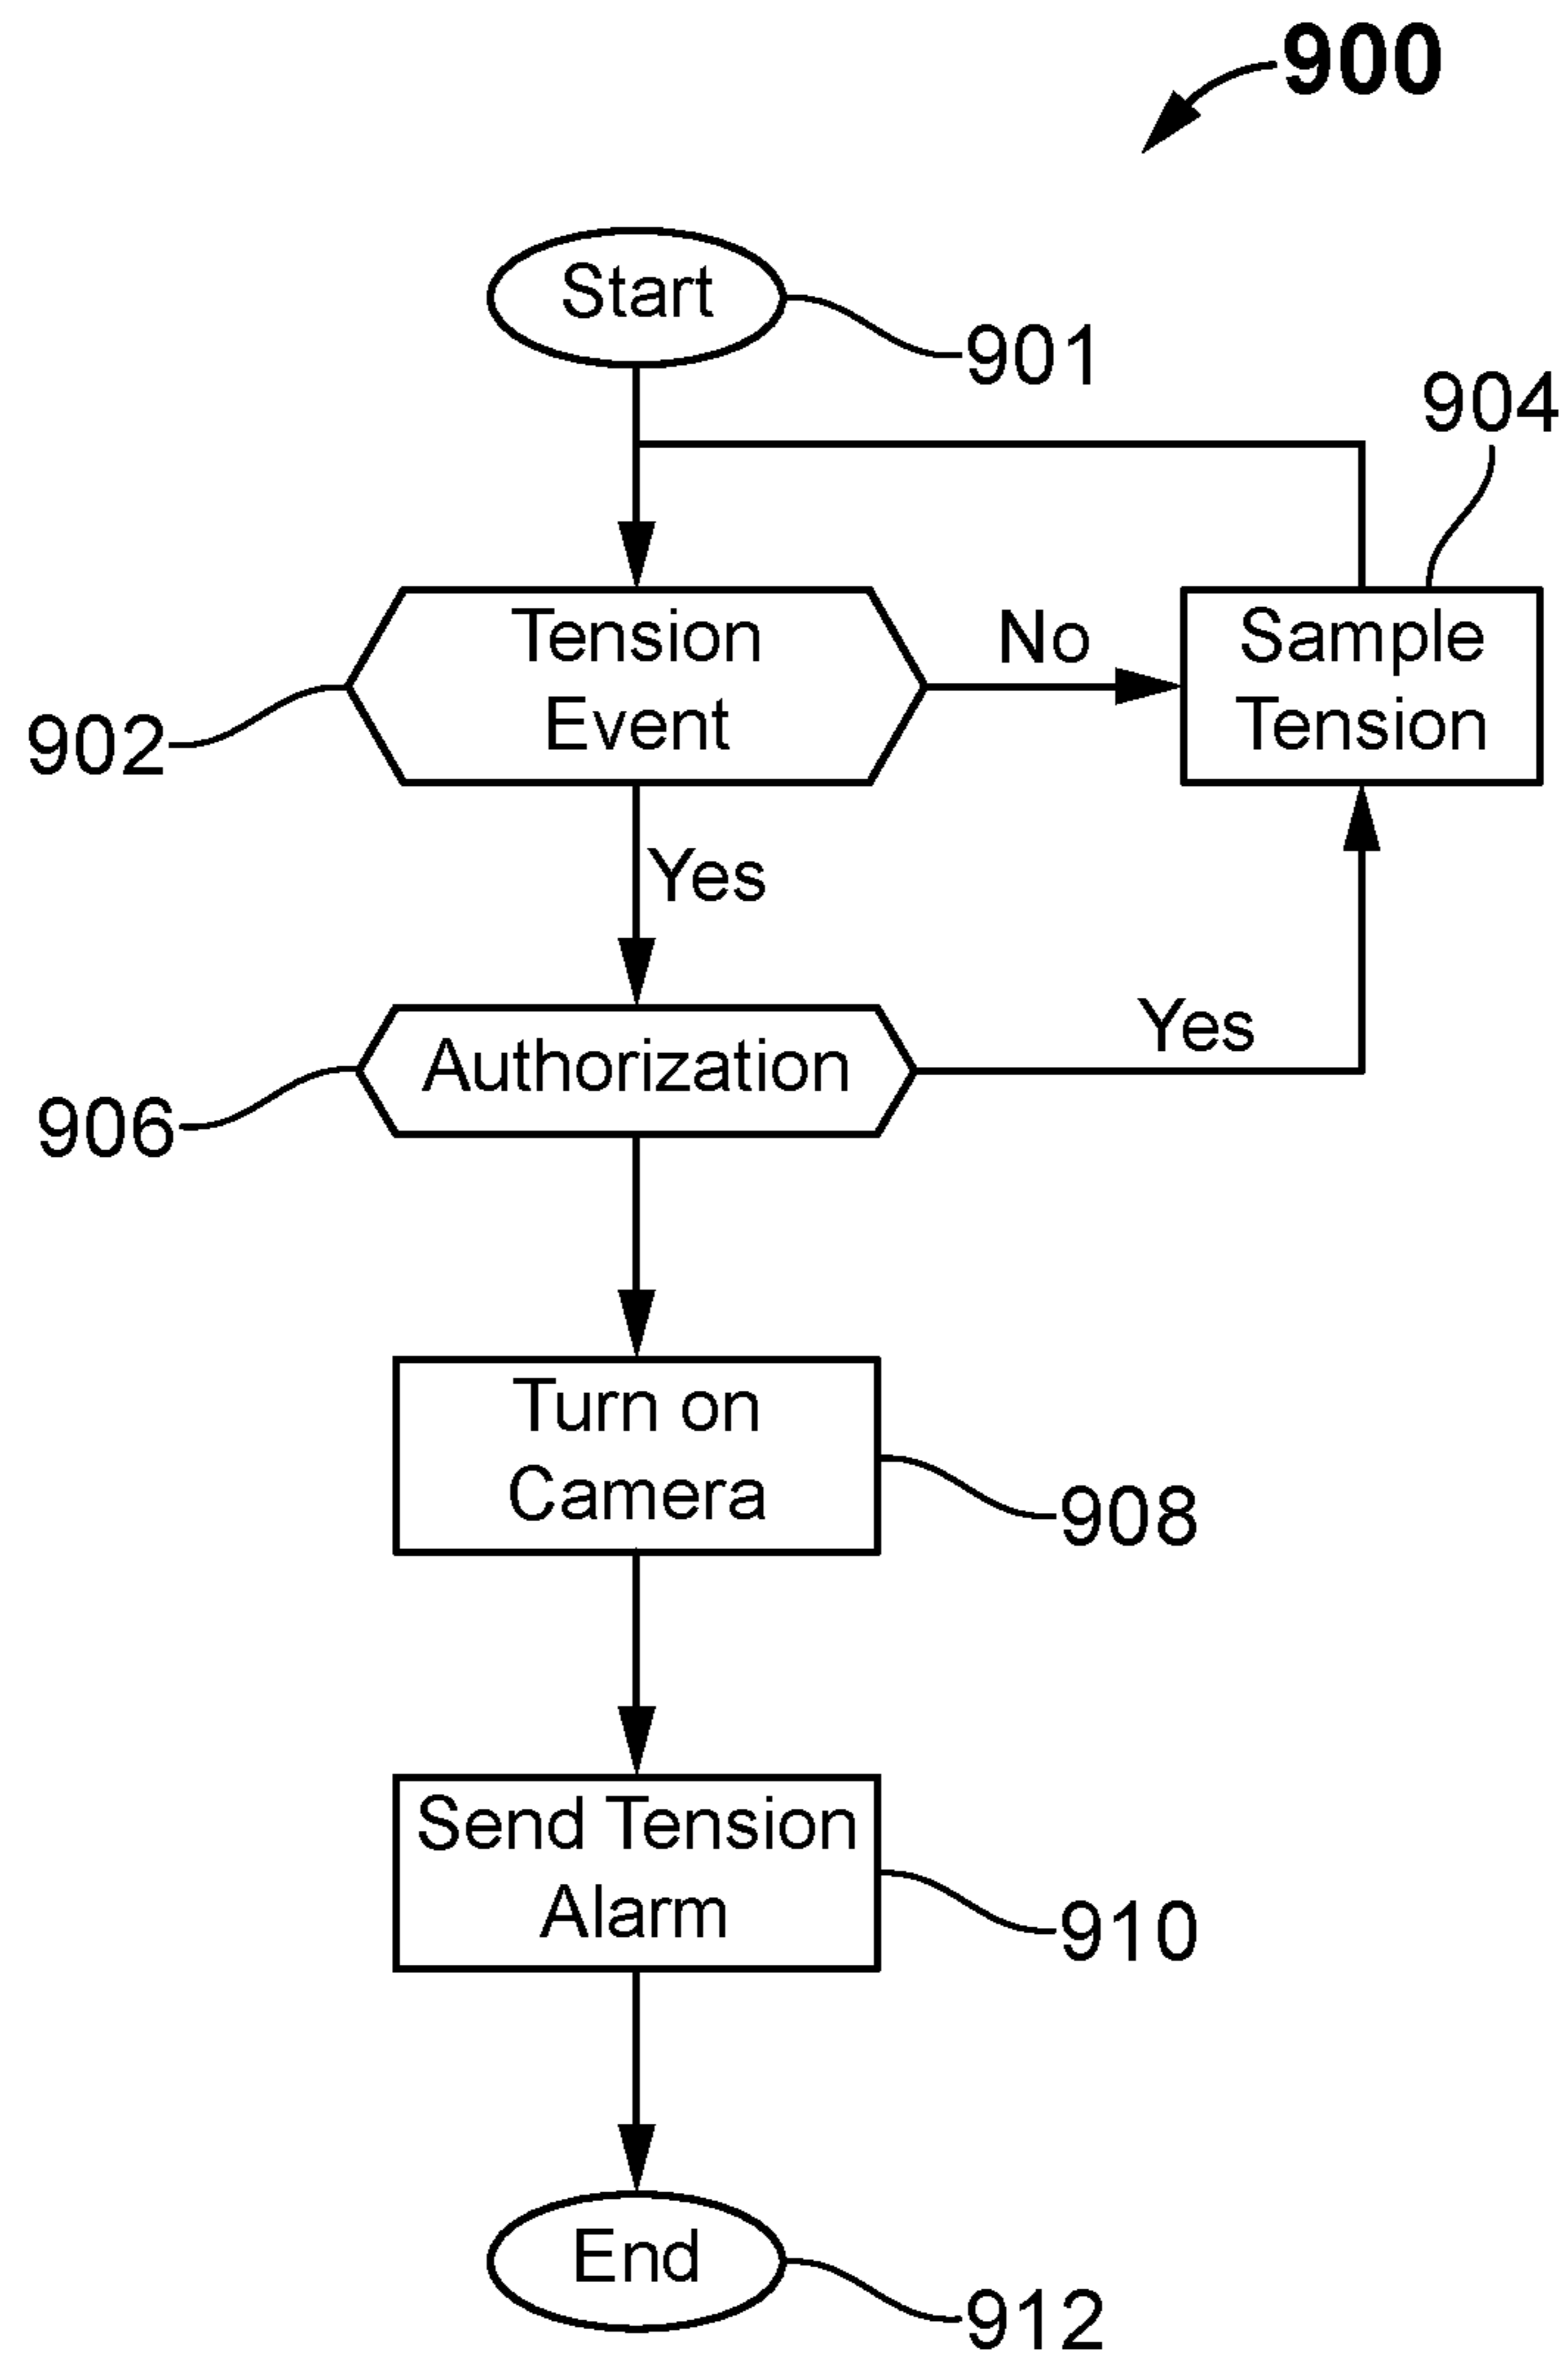 900
Start
901
904
Tension
Event
No
Sample
Tension
902
Yes
Authorization
Yes
906
Turn on
Camera
908
Send Tension
Alarm
910
End
912